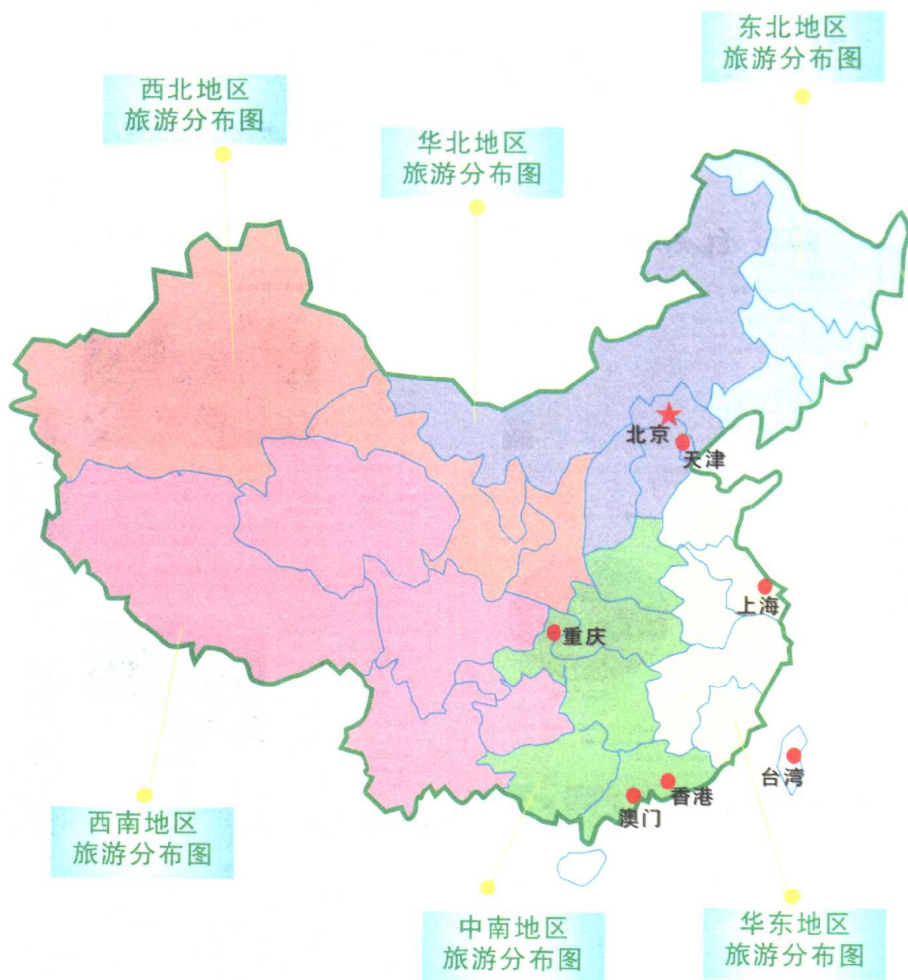 东北地区
旅游分布图
西北地区
旅游分布图
华北地区
旅游分布图
北京
天津
上海
重庆
台湾
香港
澳门
西南地区
旅游分布图
中南地区
旅游分布图
华东地区
旅游分布图